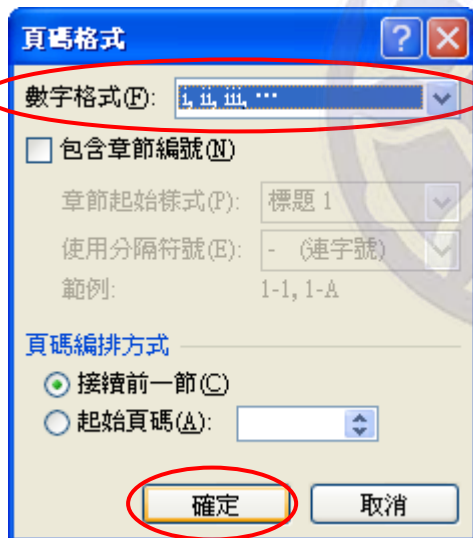 頁碼格式
數字格式(F): i, ii, iii, …
包含章節編號(N)
章節起始樣式(P): 標題 1
使用分隔符號(E): - (連字號)
範例: 1-1, 1-A
頁碼編排方式
接續前一節(C)
起始頁碼(A):
確定 取消